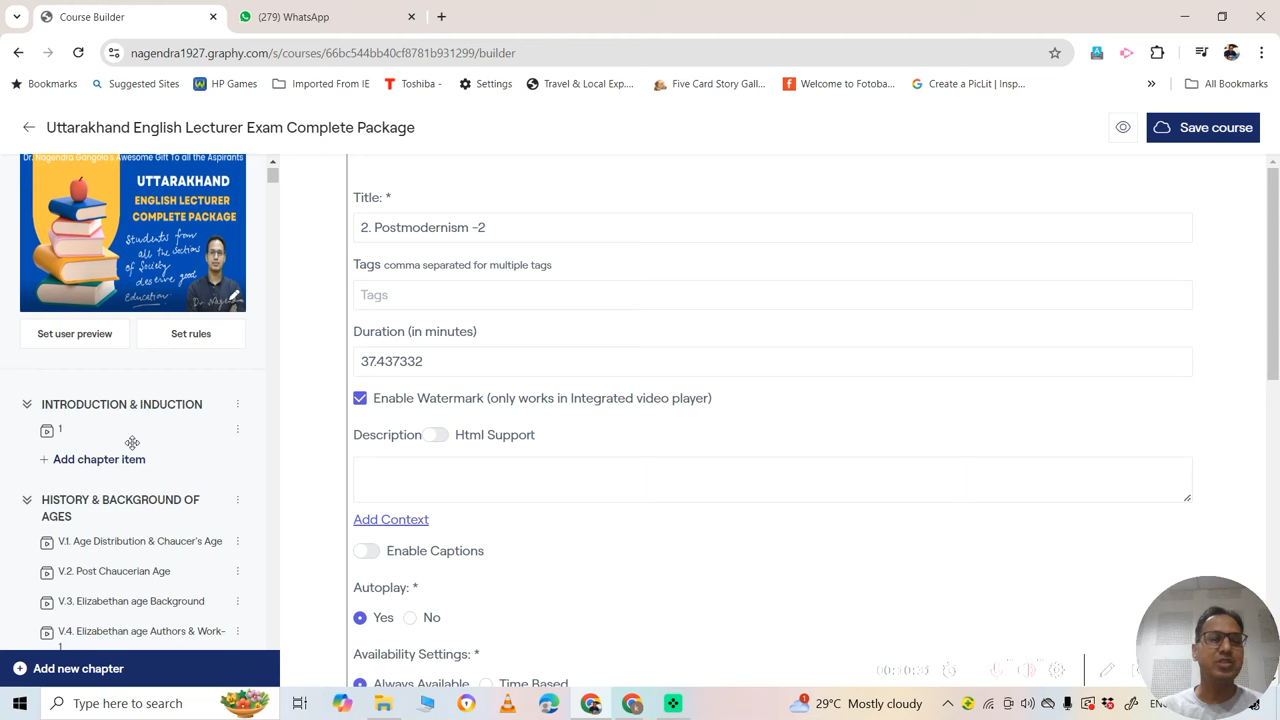 Course Builder
(279) WhatsApp
nagendra1927.graphy.com/s/courses/66bc544bb40cf8781b931299/builder
Bookmarks
Suggested Sites
HP Games
Imported From IE
Toshiba -
Settings
Travel & Local Exp...
Five Card Story Gall...
Welcome to Fotoba...
Create a PicLit | Insp...
All Bookmarks
Uttarakhand English Lecturer Exam Complete Package
Save course
Dr. Nagendra Gangola's Awesome Gift To all the Aspirants
UTTARAKHAND
ENGLISH LECTURER
COMPLETE PACKAGE
Students from
all the sections
of Society
deserve good
Education
Dr. Nagendra
Set user preview
Set rules
INTRODUCTION & INDUCTION
1
+ Add chapter item
HISTORY & BACKGROUND OF
AGES
V.1. Age Distribution & Chaucer's Age
V.2. Post Chaucerian Age
V.3. Elizabethan age Background
V.4. Elizabethan age Authors & Work-
1
Add new chapter
Title: *
2. Postmodernism -2
Tags comma separated for multiple tags
Tags
Duration (in minutes)
37.437332
Enable Watermark (only works in Integrated video player)
Description
Html Support
Add Context
Enable Captions
Autoplay: *
Yes
No
Availability Settings: *
Always Available
Time Based
Type here to search
29°C Mostly cloudy